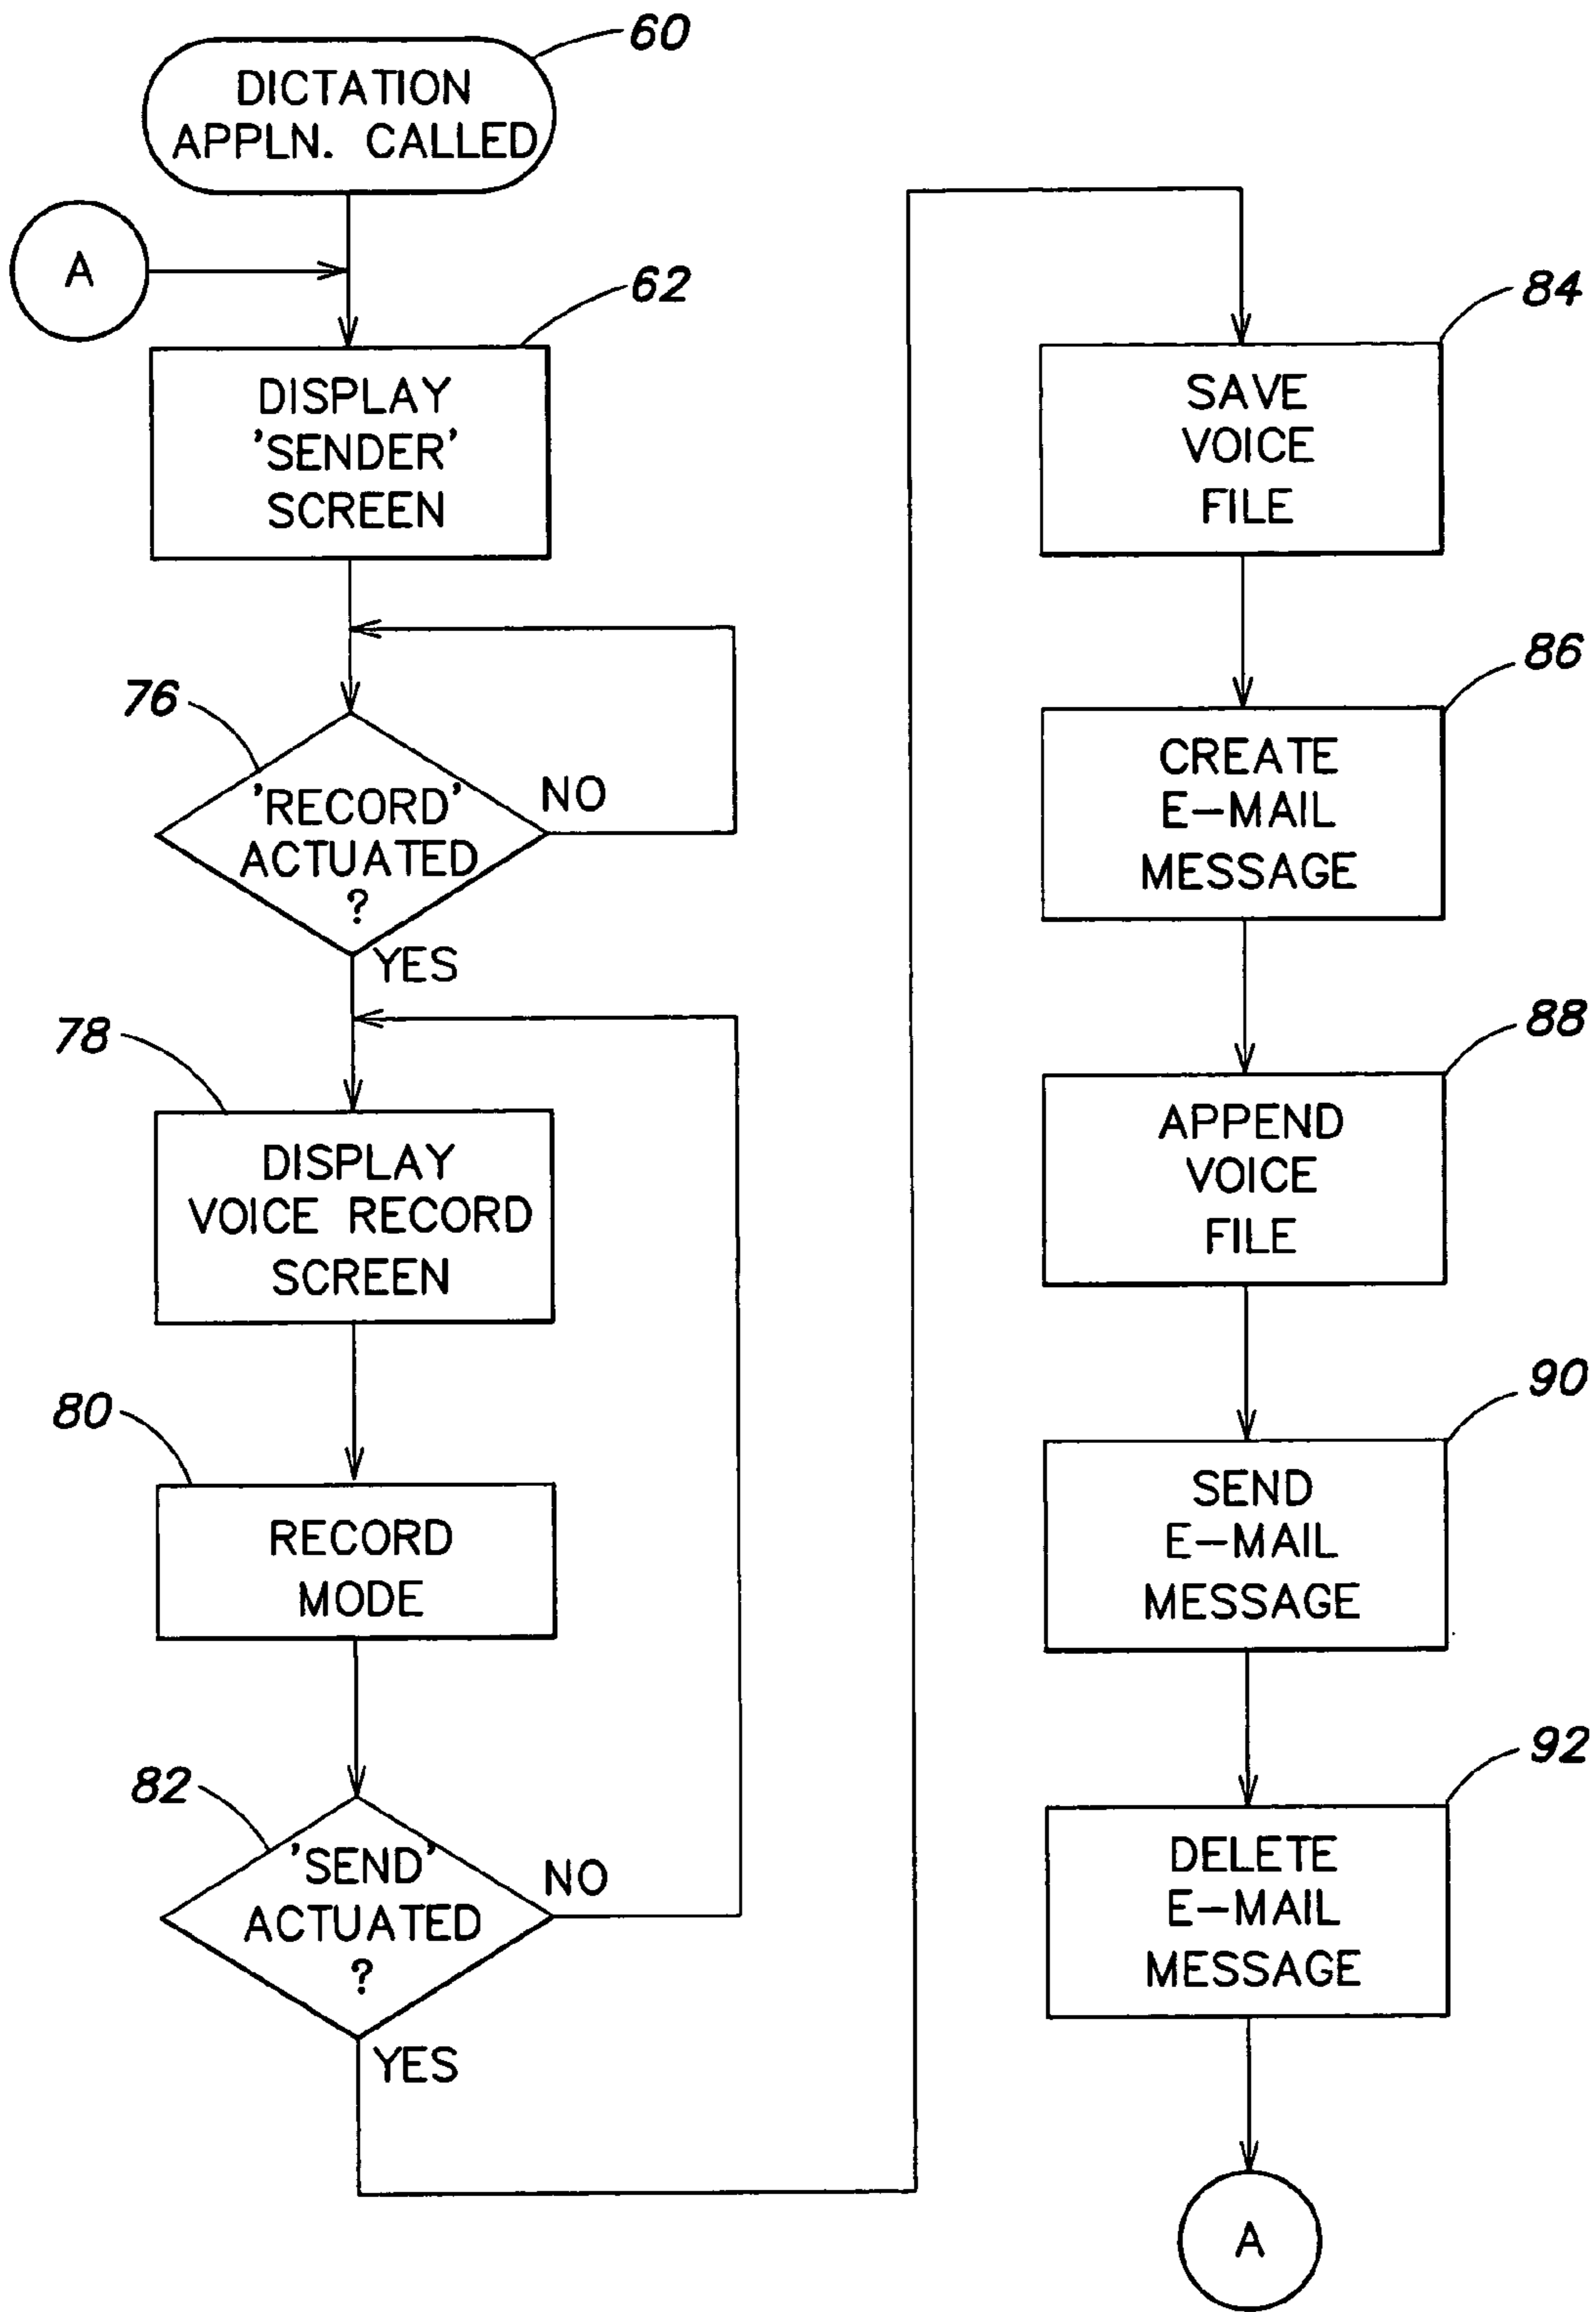 60
DICTATION
APPLN. CALLED
A
62
DISPLAY
'SENDER'
SCREEN
76
'RECORD'
ACTUATED
?
NO
YES
78
DISPLAY
VOICE RECORD
SCREEN
80
RECORD
MODE
82
'SEND'
ACTUATED
?
NO
YES
84
SAVE
VOICE
FILE
86
CREATE
E-MAIL
MESSAGE
88
APPEND
VOICE
FILE
90
SEND
E-MAIL
MESSAGE
92
DELETE
E-MAIL
MESSAGE
A